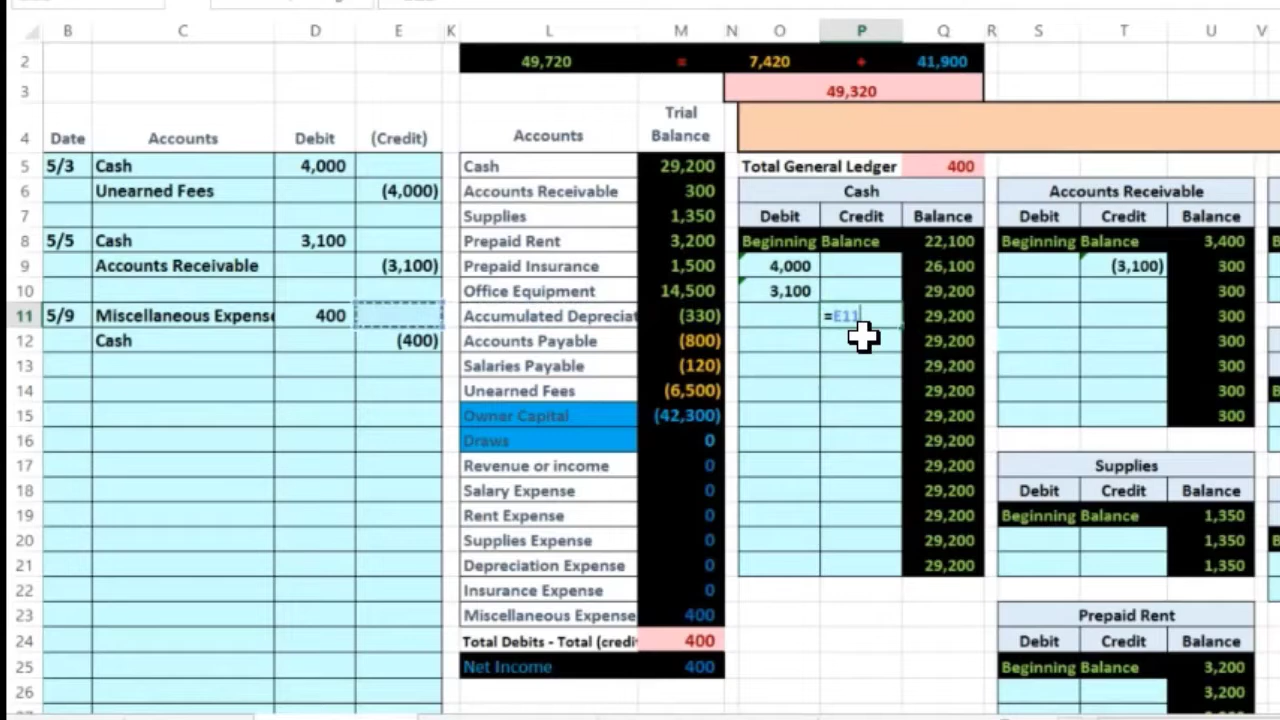 B C D E K L M N O P Q R S T U V
2 49,720 = 7,420 + 41,900
3 49,320
Trial
4 Date Accounts Debit (Credit) Accounts Balance
5 5/3 Cash 4,000 Cash 29,200 Total General Ledger 400
6 Unearned Fees (4,000) Accounts Receivable 300 Cash Accounts Receivable
7 Supplies 1,350 Debit Credit Balance Debit Credit Balance
8 5/5 Cash 3,100 Prepaid Rent 3,200 Beginning Balance 22,100 Beginning Balance 3,400
9 Accounts Receivable (3,100) Prepaid Insurance 1,500 4,000 26,100 (3,100) 300
10 Office Equipment 14,500 3,100 29,200 300
11 5/9 Miscellaneous Expense 400 Accumulated Depreciat (330) =E11 29,200 300
12 Cash (400) Accounts Payable (800) 29,200 300
13 Salaries Payable (120) 29,200 300
14 Unearned Fees (6,500) 29,200 300
15 Owner Capital (42,300) 29,200 300
16 Draws 0 29,200
17 Revenue or income 0 29,200 Supplies
18 Salary Expense 0 29,200 Debit Credit Balance
19 Rent Expense 0 29,200 Beginning Balance 1,350
20 Supplies Expense 0 29,200 1,350
21 Depreciation Expense 0 29,200 1,350
22 Insurance Expense 0
23 Miscellaneous Expense 400 Prepaid Rent
24 Total Debits - Total (credi 400 Debit Credit Balance
25 Net Income 400 Beginning Balance 3,200
26 3,200